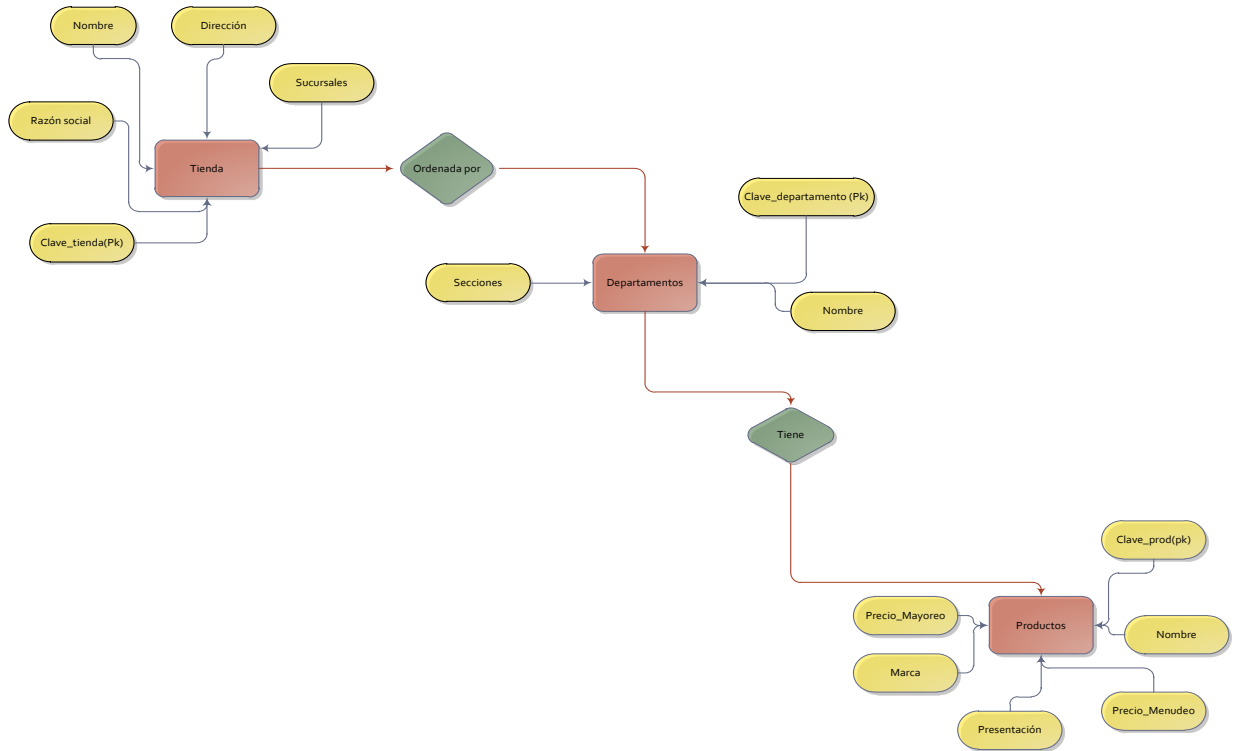 Nombre
Dirección
Sucursales
Razón social
Tienda
Ordenada por
Clave_tienda(Pk)
Clave_departamento (Pk)
Secciones
Departamentos
Nombre
Tiene
Clave_prod(pk)
Precio_Mayoreo
Productos
Nombre
Marca
Presentación
Precio_Menudeo